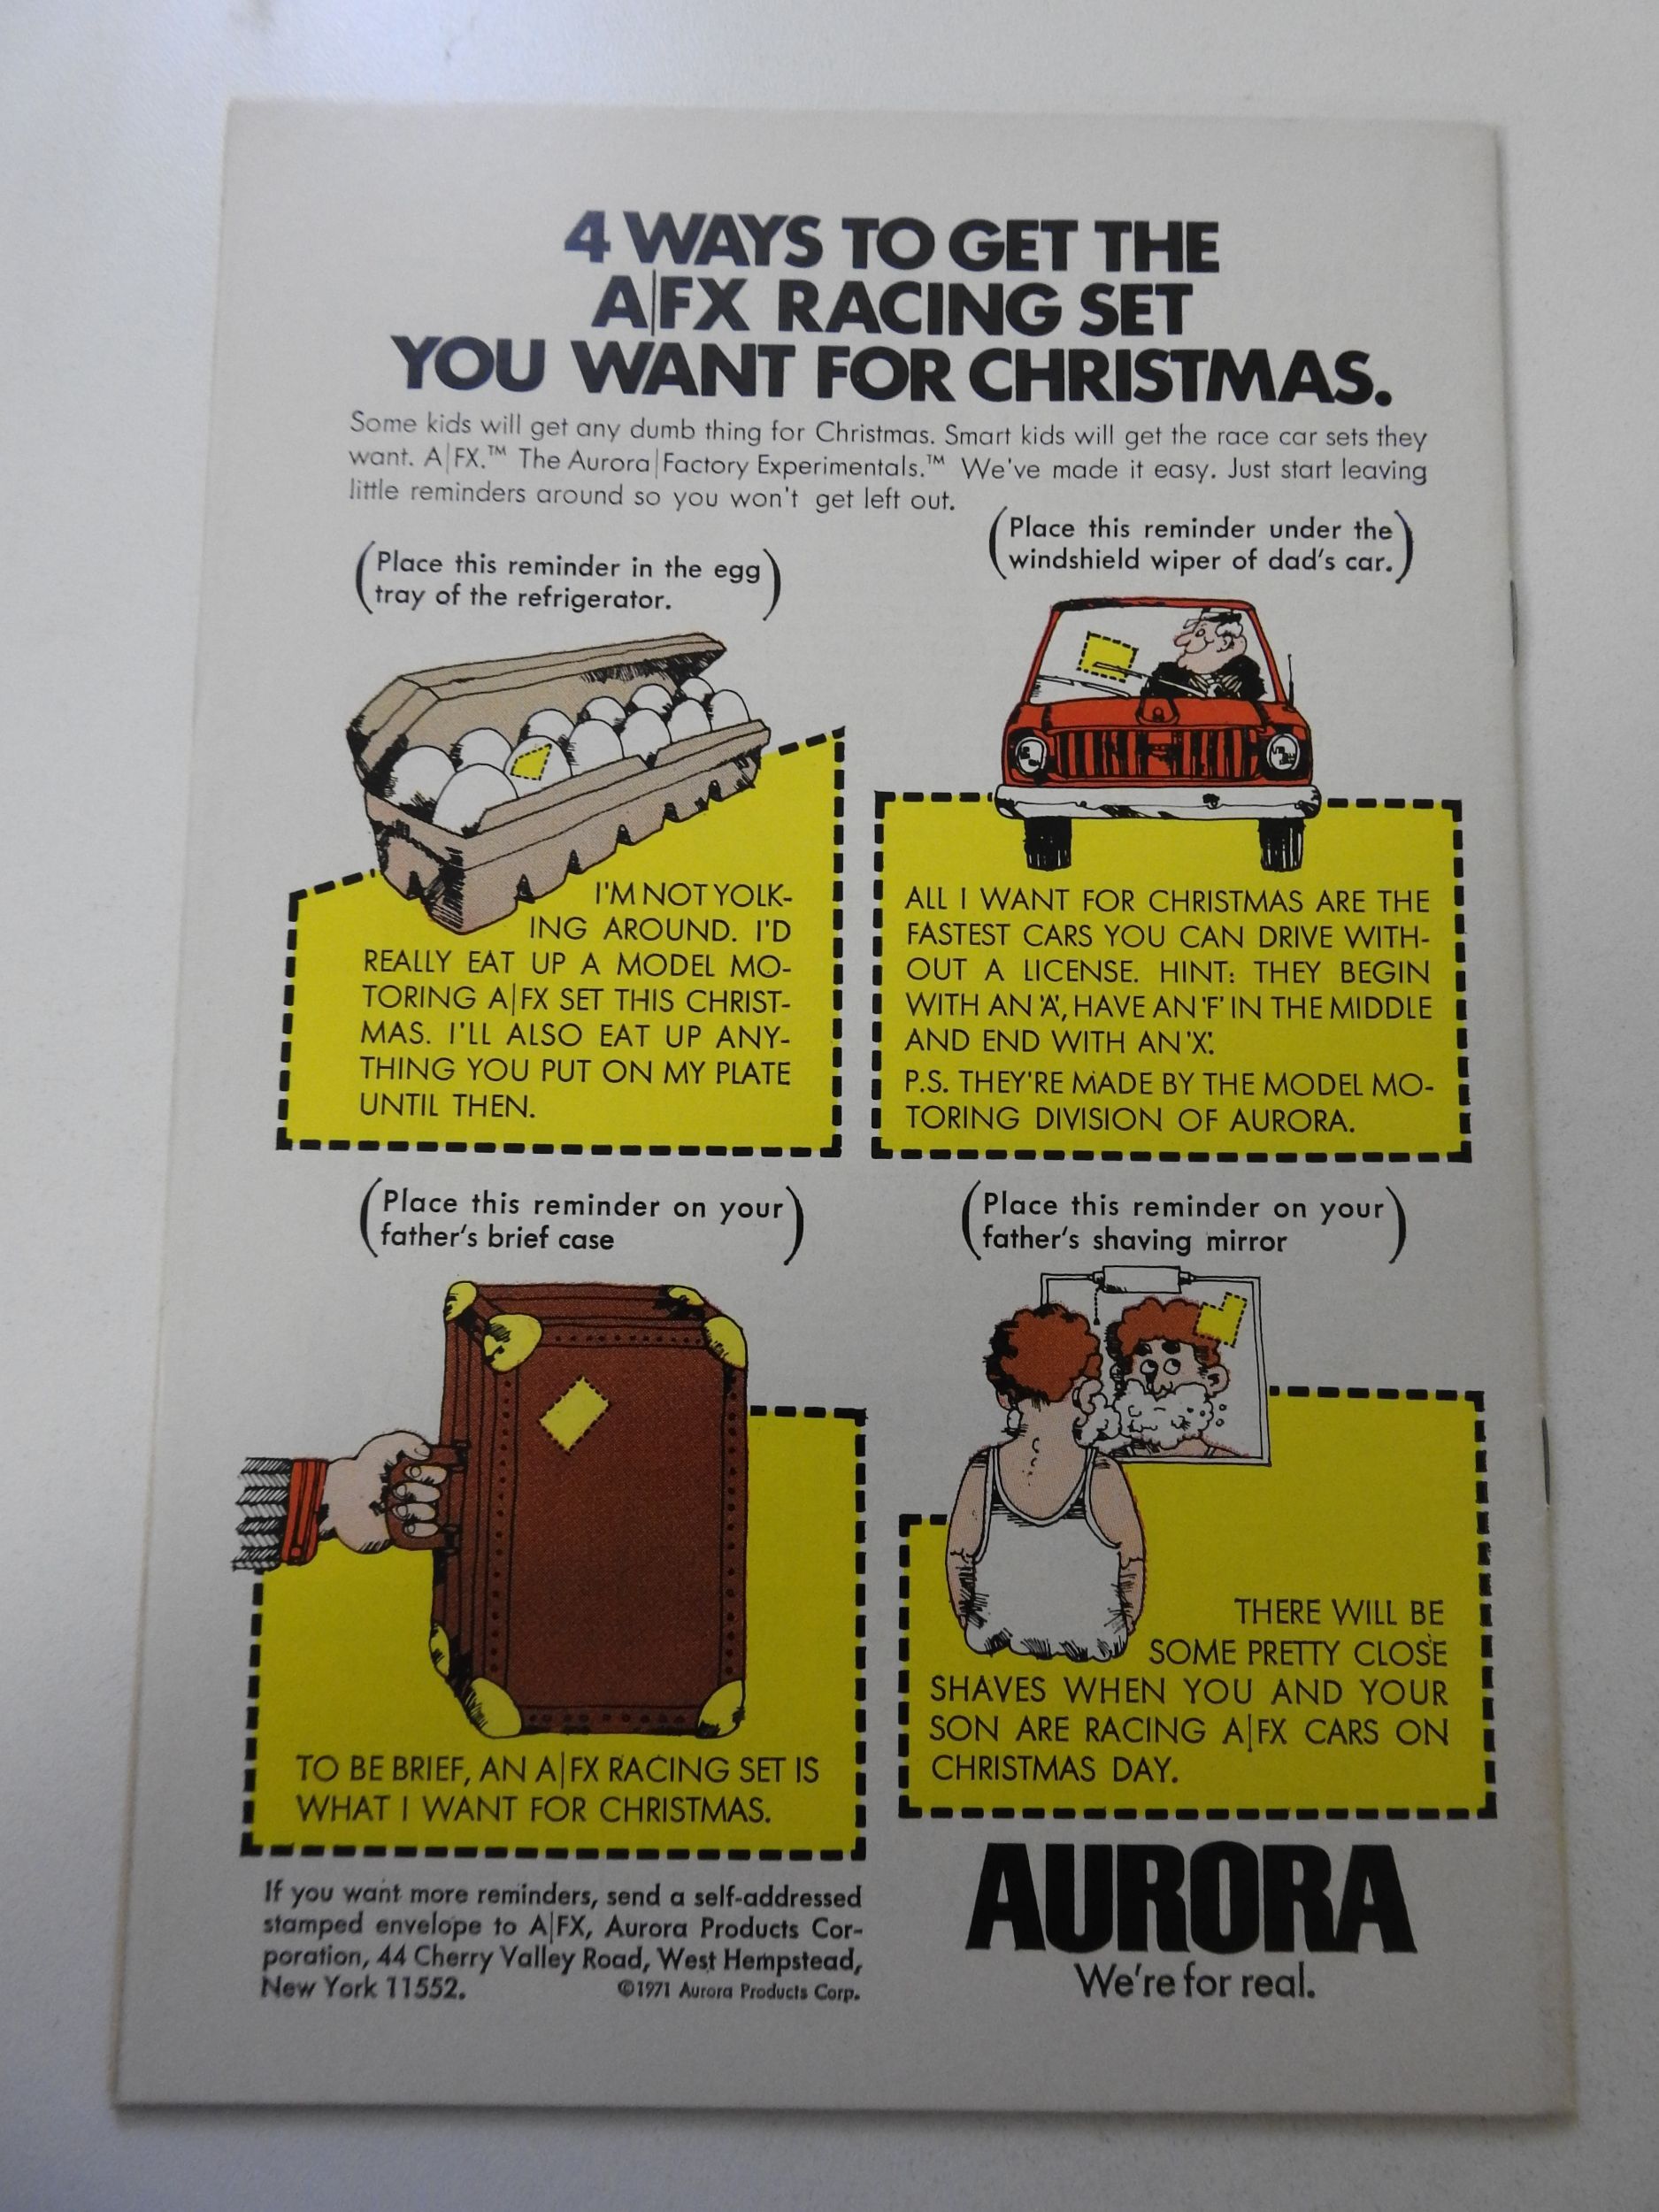 4 WAYS TO GET THE
A|FX RACING SET
YOU WANT FOR CHRISTMAS.
Some kids will get any dumb thing for Christmas. Smart kids will get the race car sets they
want. A|FX.™ The Aurora|Factory Experimentals.™ We've made it easy. Just start leaving
little reminders around so you won't get left out.
(Place this reminder in the egg
tray of the refrigerator.)
(Place this reminder under the
windshield wiper of dad's car.)
I'M NOT YOLK-
ING AROUND. I'D
REALLY EAT UP A MODEL MO-
TORING A|FX SET THIS CHRIST-
MAS. I'LL ALSO EAT UP ANY-
THING YOU PUT ON MY PLATE
UNTIL THEN.
ALL I WANT FOR CHRISTMAS ARE THE
FASTEST CARS YOU CAN DRIVE WITH-
OUT A LICENSE. HINT: THEY BEGIN
WITH AN 'A', HAVE AN 'F' IN THE MIDDLE
AND END WITH AN 'X'.
P.S. THEY'RE MADE BY THE MODEL MO-
TORING DIVISION OF AURORA.
(Place this reminder on your
father's brief case)
(Place this reminder on your
father's shaving mirror)
TO BE BRIEF, AN A|FX RACING SET IS
WHAT I WANT FOR CHRISTMAS.
THERE WILL BE
SOME PRETTY CLOSE
SHAVES WHEN YOU AND YOUR
SON ARE RACING A|FX CARS ON
CHRISTMAS DAY.
If you want more reminders, send a self-addressed
stamped envelope to A|FX, Aurora Products Cor-
poration, 44 Cherry Valley Road, West Hempstead,
New York 11552. ©1971 Aurora Products Corp.
AURORA
We're for real.